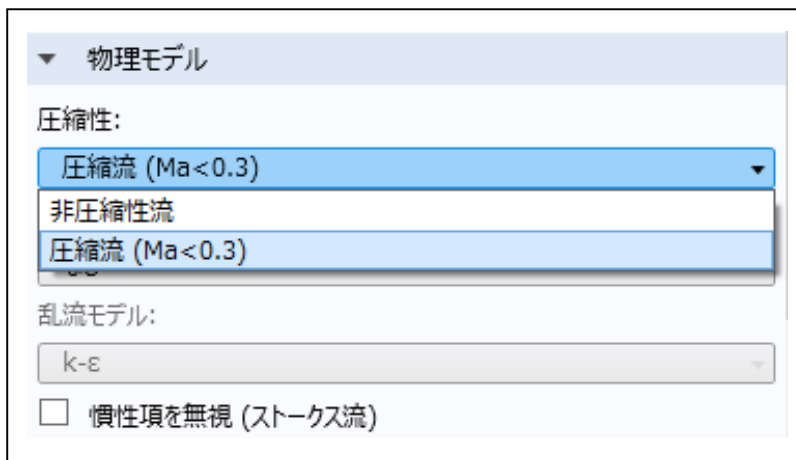 物理モデル
圧縮性:
圧縮流 (Ma<0.3)
非圧縮性流
圧縮流 (Ma<0.3)
乱流モデル:
k-ε
慣性項を無視 (ストークス流)